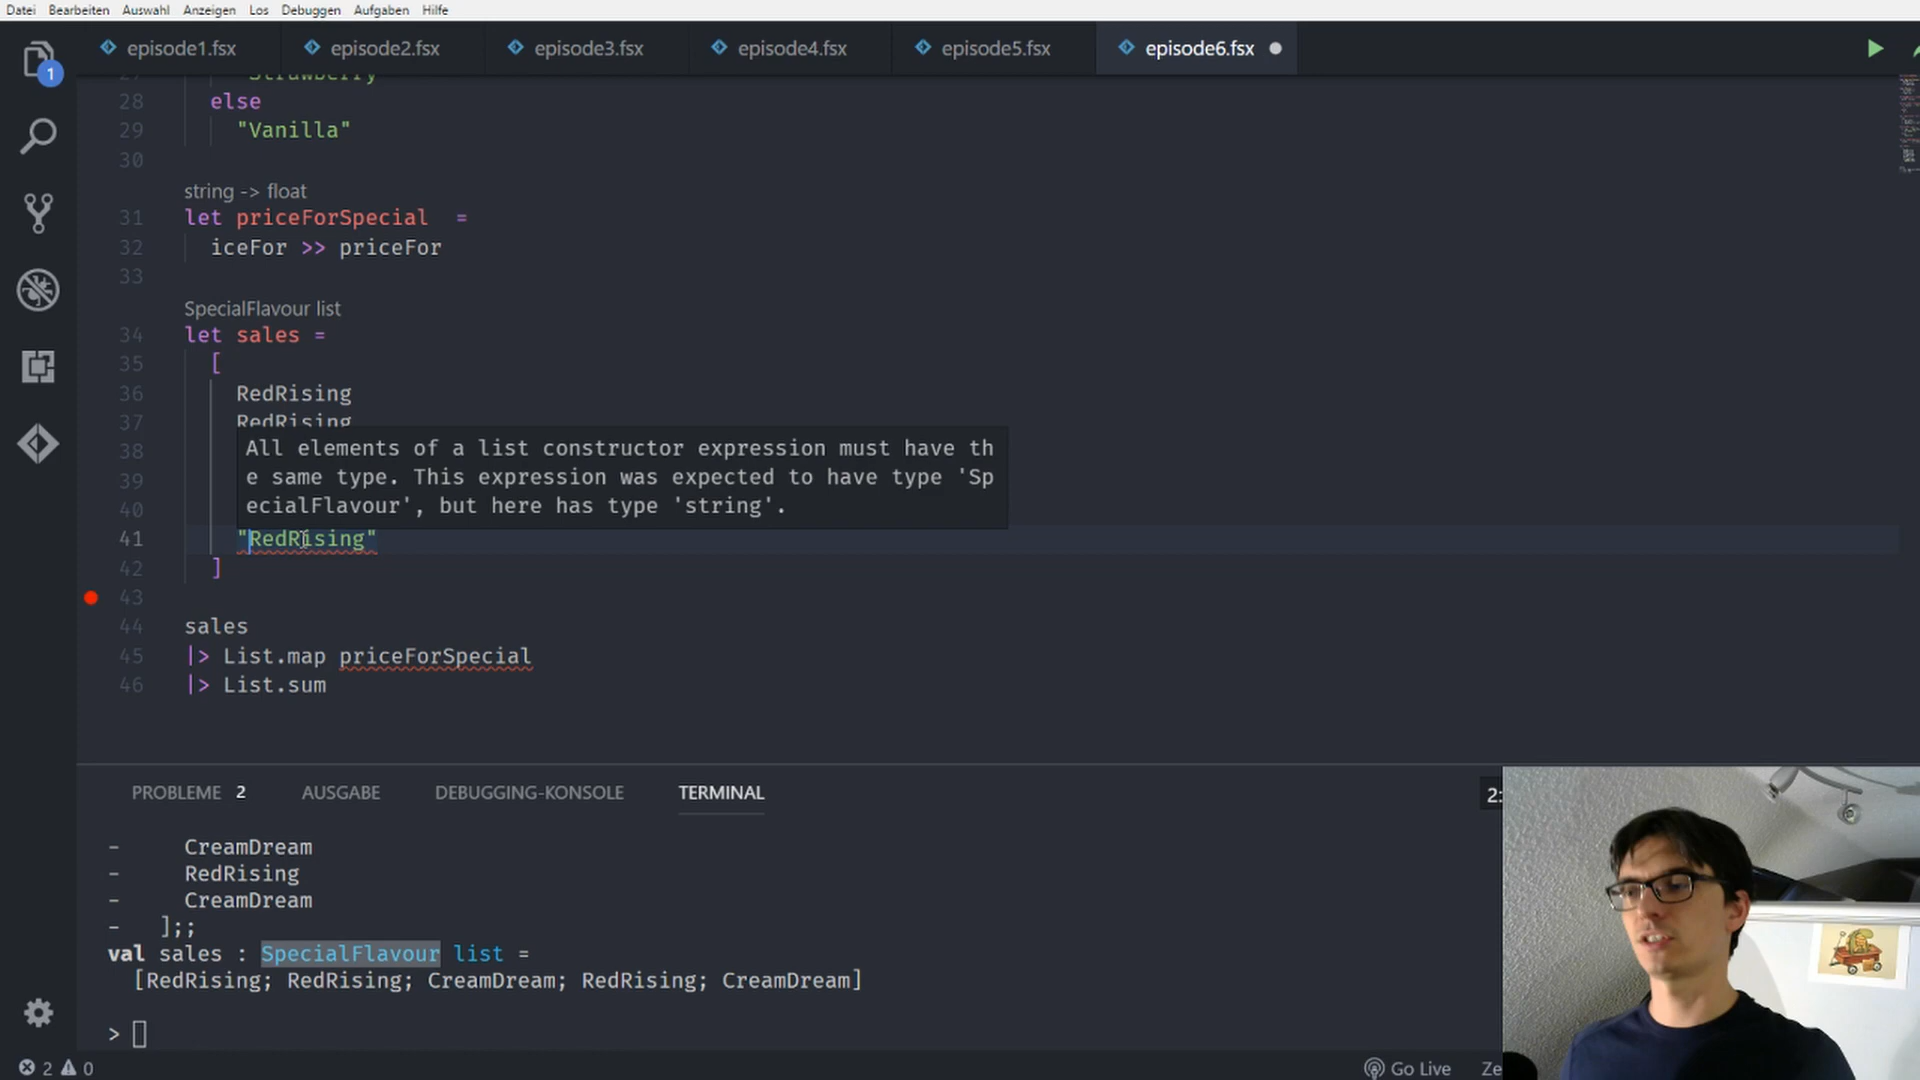 Datei Bearbeiten Auswahl Anzeigen Los Debuggen Aufgaben Hilfe
episode1.fsx episode2.fsx episode3.fsx episode4.fsx episode5.fsx episode6.fsx
1
"Strawberry"
28 else
29 "Vanilla"
30
string -> float
31 let priceForSpecial =
32 iceFor >> priceFor
33
SpecialFlavour list
34 let sales =
35 [
36 RedRising
37 RedRising
38 All elements of a list constructor expression must have th
39 e same type. This expression was expected to have type 'Sp
40 ecialFlavour', but here has type 'string'.
41 "RedRising"
42 ]
43
44 sales
45 |> List.map priceForSpecial
46 |> List.sum
PROBLEME 2 AUSGABE DEBUGGING-KONSOLE TERMINAL 2:
- CreamDream
- RedRising
- CreamDream
- ];;
val sales : SpecialFlavour list =
[RedRising; RedRising; CreamDream; RedRising; CreamDream]
>
2 0 Go Live Ze